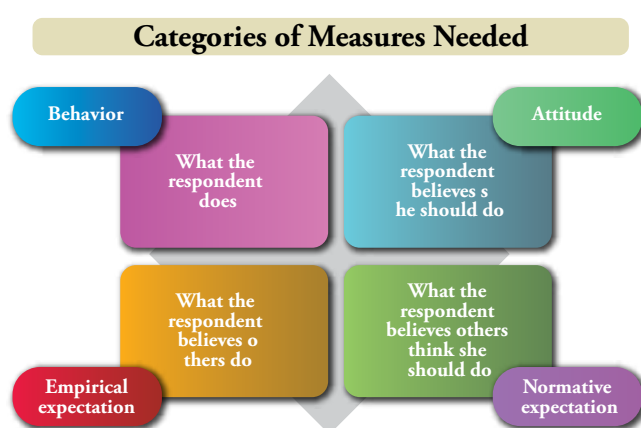 Categories of Measures Needed
Behavior
Attitude
What the
respondent
does
What the
respondent
believes s
he should do
What the
respondent
believes o
thers do
What the
respondent
believes others
think she
should do
Empirical
expectation
Normative
expectation